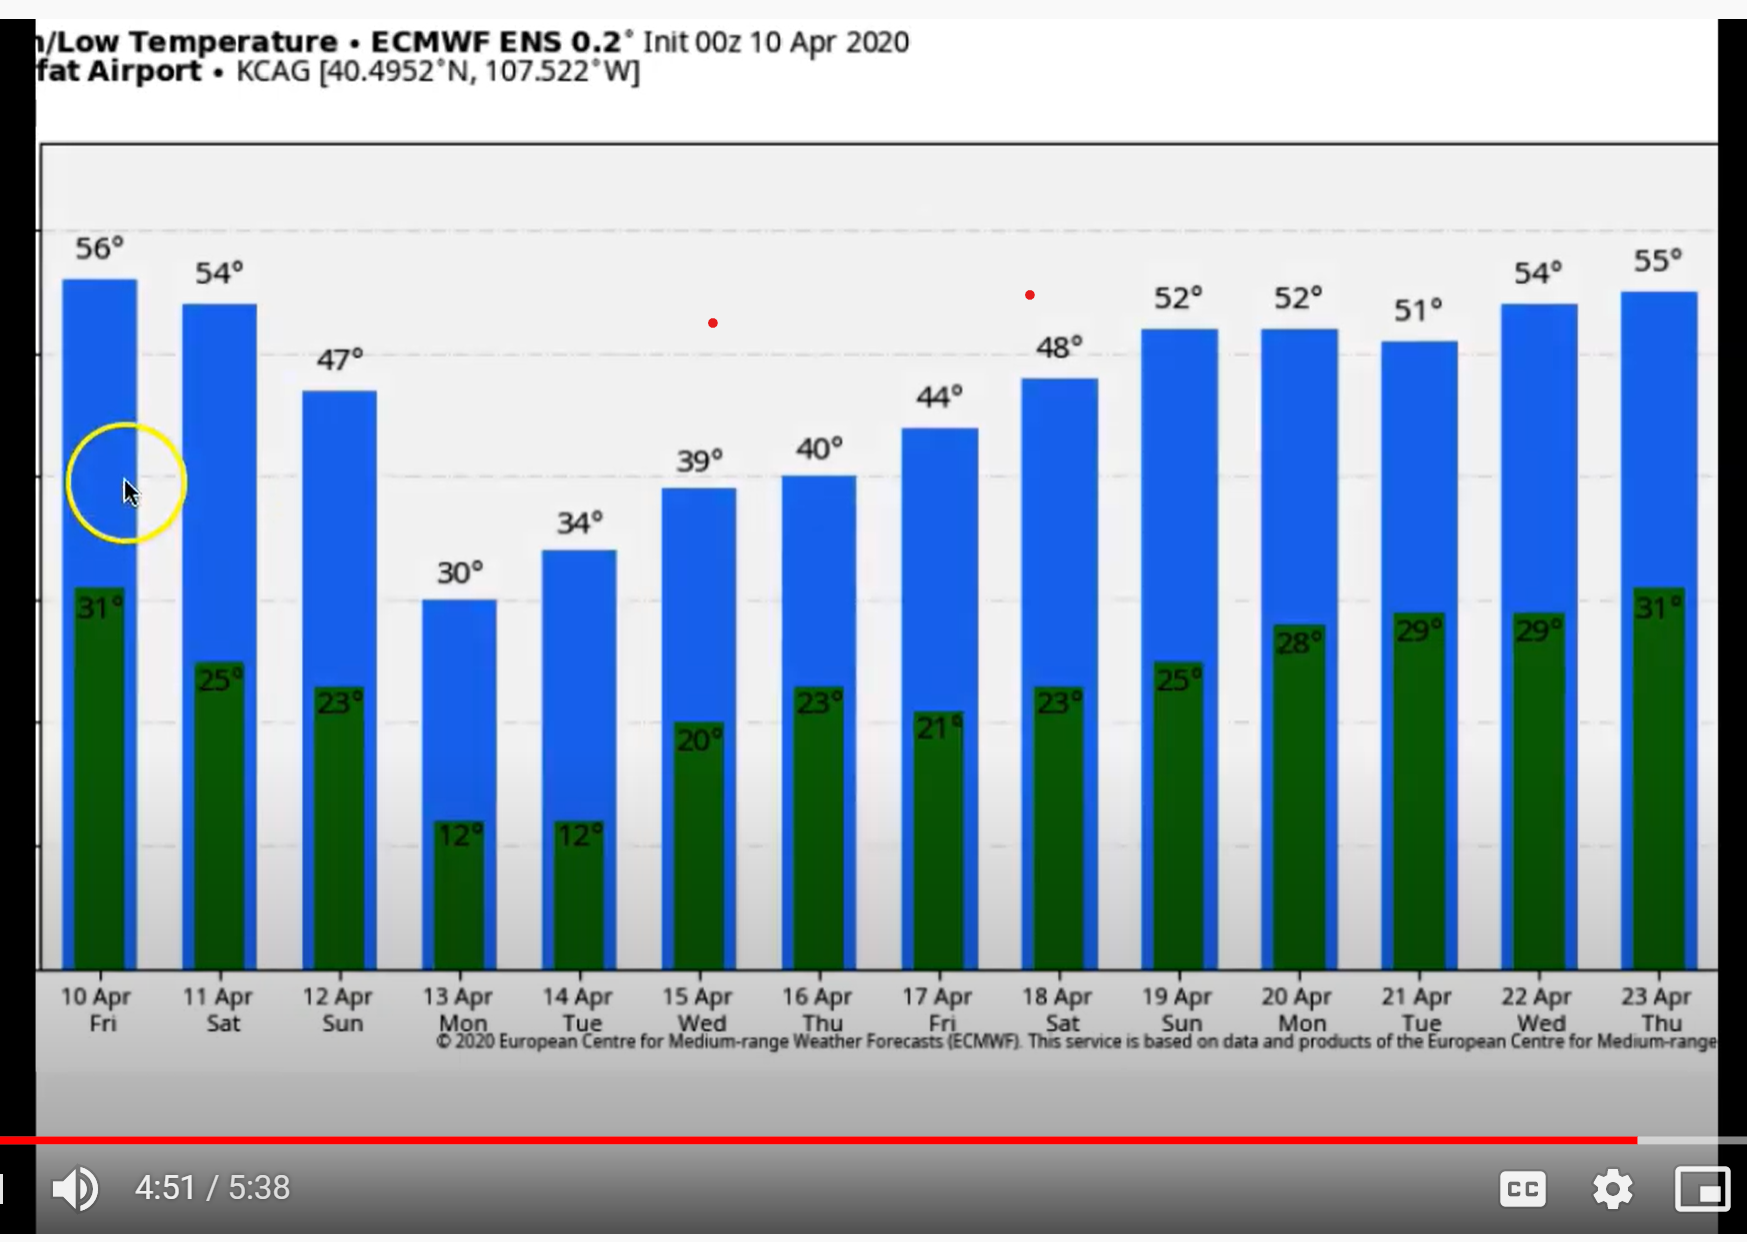 /Low Temperature • ECMWF ENS 0.2° Init 00z 10 Apr 2020
fat Airport • KCAG [40.4952°N, 107.522°W]
56° 54° 47° 30° 34° 39° 40° 44° 48° 52° 52° 51° 54° 55°
31° 25° 23° 12° 12° 20° 23° 21° 23° 25° 28° 29° 29° 31°
10 Apr 11 Apr 12 Apr 13 Apr 14 Apr 15 Apr 16 Apr 17 Apr 18 Apr 19 Apr 20 Apr 21 Apr 22 Apr 23 Apr
Fri Sat Sun Mon Tue Wed Thu Fri Sat Sun Mon Tue Wed Thu
© 2020 European Centre for Medium-range Weather Forecasts (ECMWF). This service is based on data and products of the European Centre for Medium-range
4:51 / 5:38
CC